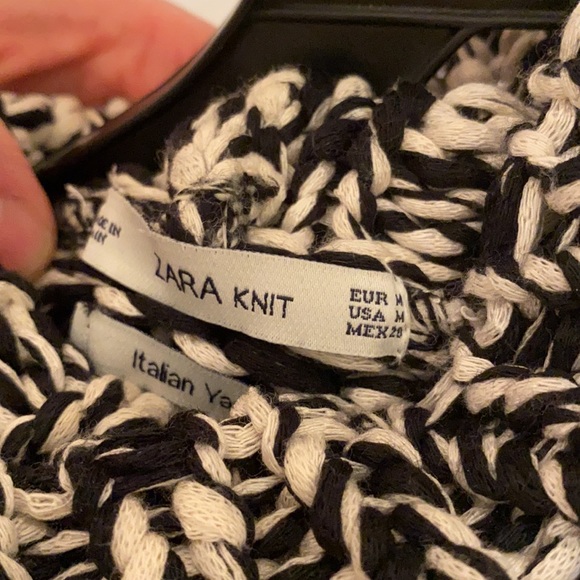 ZARA KNIT
EUR M
USA M
MEX 28
Italian